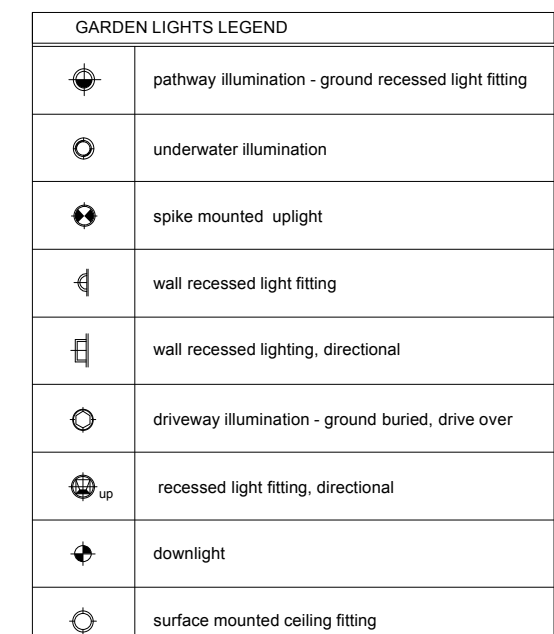 GARDEN LIGHTS LEGEND
pathway illumination - ground recessed light fitting
underwater illumination
spike mounted uplight
wall recessed light fitting
wall recessed lighting, directional
driveway illumination - ground buried, drive over
up recessed light fitting, directional
downlight
surface mounted ceiling fitting